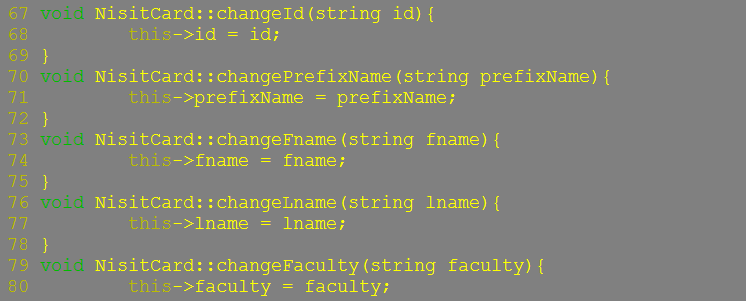 67 void NisitCard::changeId(string id){
68         this->id = id;
69 }
70 void NisitCard::changePrefixName(string prefixName){
71         this->prefixName = prefixName;
72 }
73 void NisitCard::changeFname(string fname){
74         this->fname = fname;
75 }
76 void NisitCard::changeLname(string lname){
77         this->lname = lname;
78 }
79 void NisitCard::changeFaculty(string faculty){
80         this->faculty = faculty;